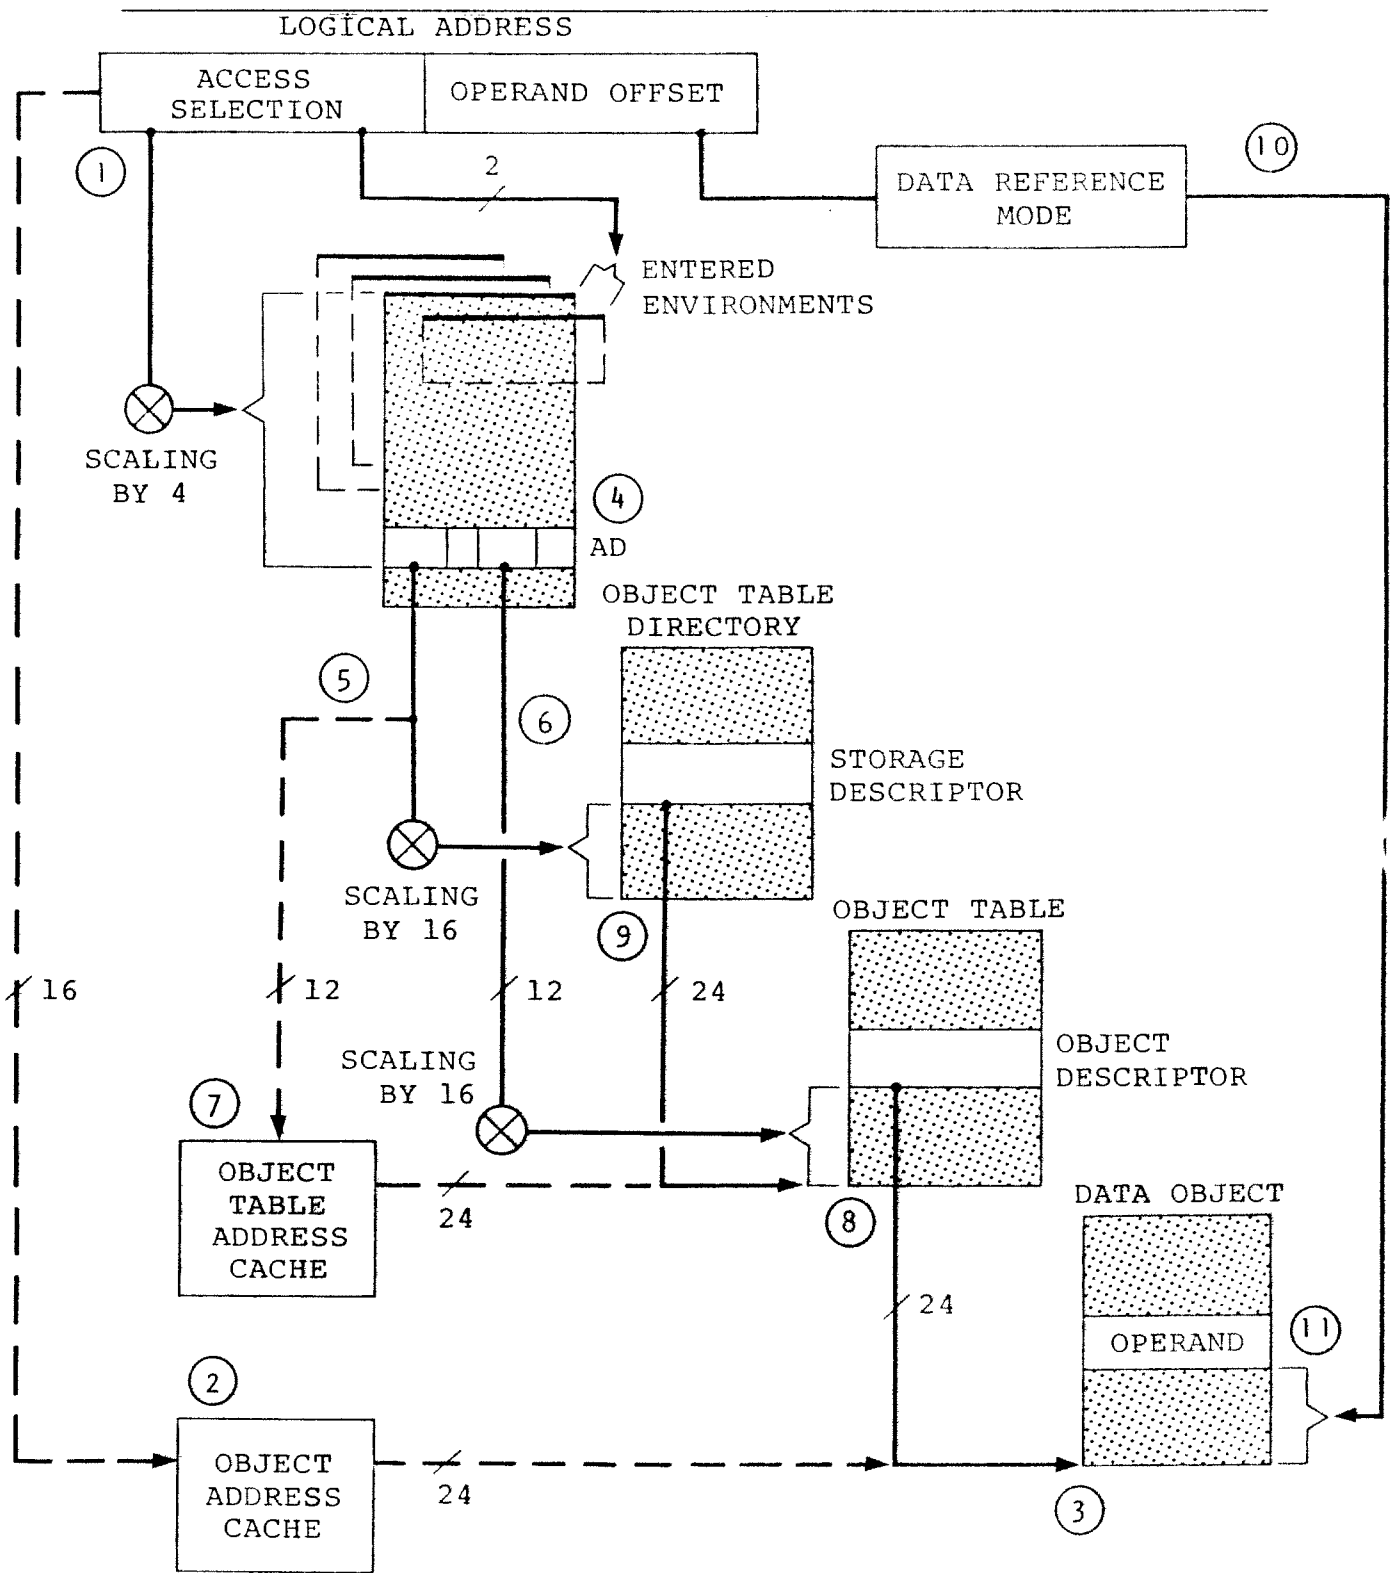 LOGICAL ADDRESS
ACCESS
SELECTION
OPERAND OFFSET
1
2
DATA REFERENCE
MODE
10
ENTERED
ENVIRONMENTS
SCALING
BY 4
4
AD
OBJECT TABLE
DIRECTORY
5
6
STORAGE
DESCRIPTOR
SCALING
BY 16
9
OBJECT TABLE
16
12
12
24
SCALING
BY 16
OBJECT
DESCRIPTOR
7
OBJECT
TABLE
ADDRESS
CACHE
24
8
DATA OBJECT
24
OPERAND
11
2
OBJECT
ADDRESS
CACHE
24
3